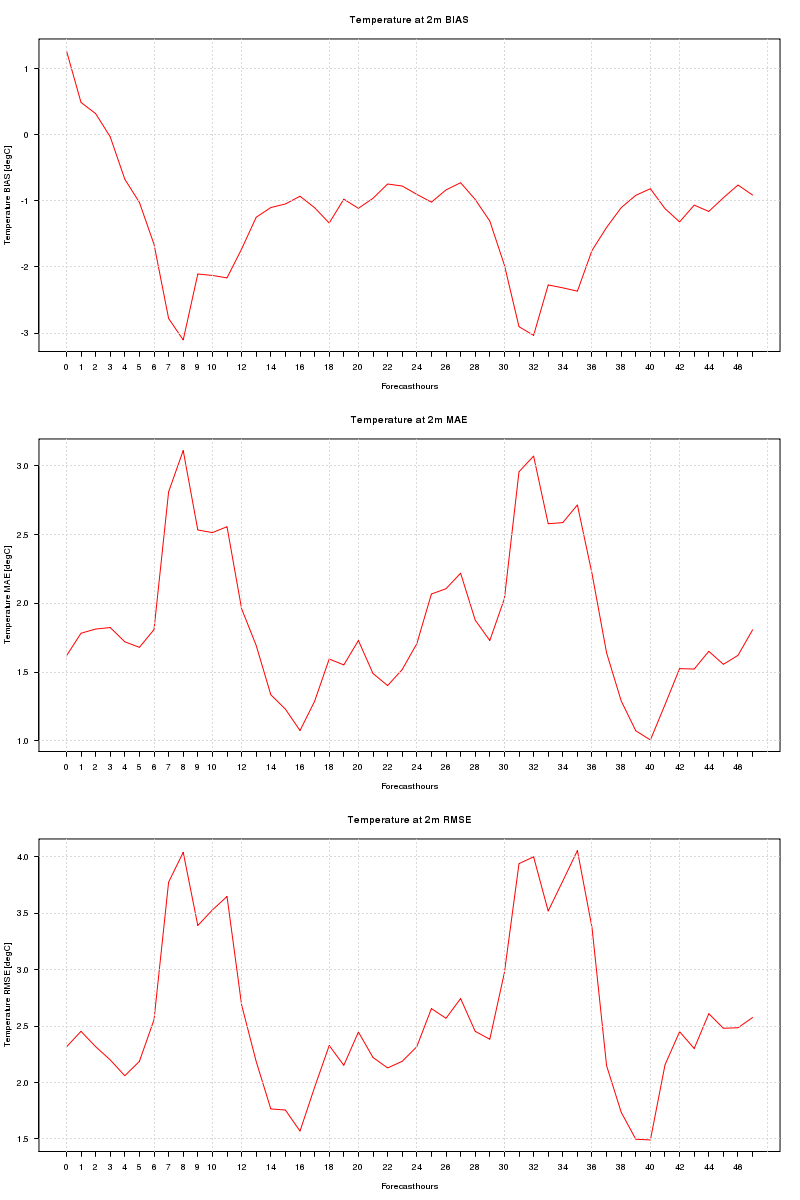 Temperature at 2m BIAS
Temperature BIAS [degC]
1
0
-1
-2
-3
0 1 2 3 4 5 6 7 8 9 10 12 14 16 18 20 22 24 26 28 30 32 34 36 38 40 42 44 46
Forecasthours
Temperature at 2m MAE
Temperature MAE [degC]
3.0
2.5
2.0
1.5
1.0
0 1 2 3 4 5 6 7 8 9 10 12 14 16 18 20 22 24 26 28 30 32 34 36 38 40 42 44 46
Forecasthours
Temperature at 2m RMSE
Temperature RMSE [degC]
4.0
3.5
3.0
2.5
2.0
1.5
0 1 2 3 4 5 6 7 8 9 10 12 14 16 18 20 22 24 26 28 30 32 34 36 38 40 42 44 46
Forecasthours